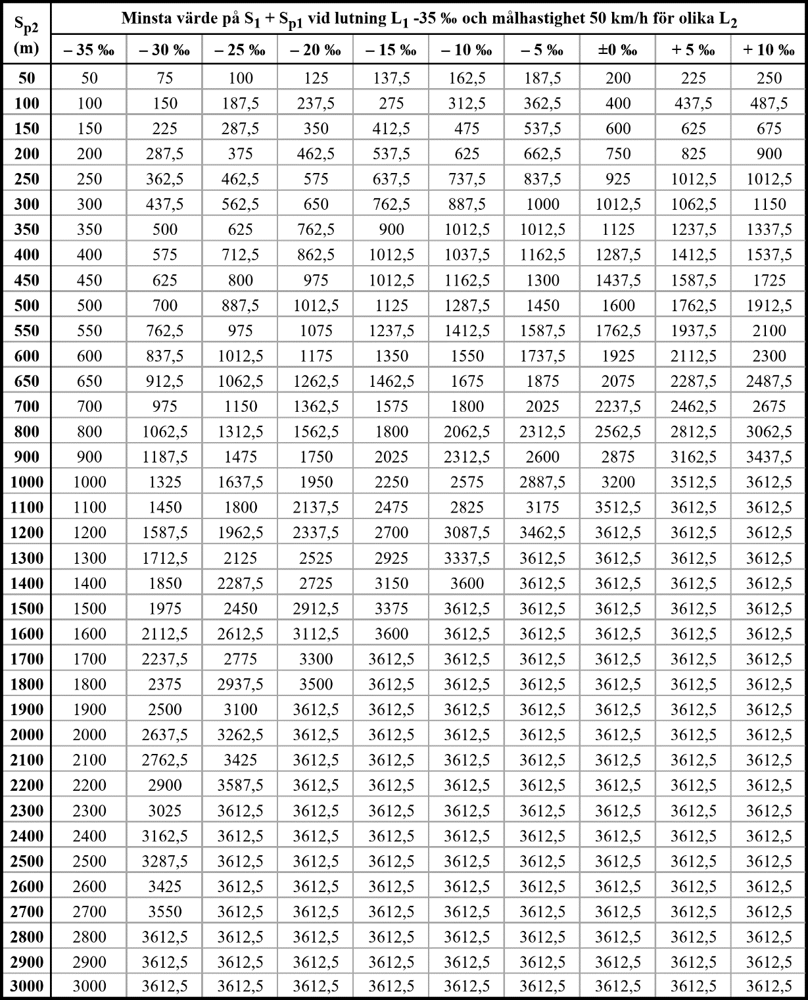 S_p2 (m) Minsta värde på S_1 + S_p1 vid lutning L_1 -35 ‰ och målhastighet 50 km/h för olika L_2
– 35 ‰ – 30 ‰ – 25 ‰ – 20 ‰ – 15 ‰ – 10 ‰ – 5 ‰ ±0 ‰ + 5 ‰ + 10 ‰
50 50 75 100 125 137,5 162,5 187,5 200 225 250
100 100 150 187,5 237,5 275 312,5 362,5 400 437,5 487,5
150 150 225 287,5 350 412,5 475 537,5 600 625 675
200 200 287,5 375 462,5 537,5 625 662,5 750 825 900
250 250 362,5 462,5 575 637,5 737,5 837,5 925 1012,5 1012,5
300 300 437,5 562,5 650 762,5 887,5 1000 1012,5 1062,5 1150
350 350 500 625 762,5 900 1012,5 1012,5 1125 1237,5 1337,5
400 400 575 712,5 862,5 1012,5 1037,5 1162,5 1287,5 1412,5 1537,5
450 450 625 800 975 1012,5 1162,5 1300 1437,5 1587,5 1725
500 500 700 887,5 1012,5 1125 1287,5 1450 1600 1762,5 1912,5
550 550 762,5 975 1075 1237,5 1412,5 1587,5 1762,5 1937,5 2100
600 600 837,5 1012,5 1175 1350 1550 1737,5 1925 2112,5 2300
650 650 912,5 1062,5 1262,5 1462,5 1675 1875 2075 2287,5 2487,5
700 700 975 1150 1362,5 1575 1800 2025 2237,5 2462,5 2675
800 800 1062,5 1312,5 1562,5 1800 2062,5 2312,5 2562,5 2812,5 3062,5
900 900 1187,5 1475 1750 2025 2312,5 2600 2875 3162,5 3437,5
1000 1000 1325 1637,5 1950 2250 2575 2887,5 3200 3512,5 3612,5
1100 1100 1450 1800 2137,5 2475 2825 3175 3512,5 3612,5 3612,5
1200 1200 1587,5 1962,5 2337,5 2700 3087,5 3462,5 3612,5 3612,5 3612,5
1300 1300 1712,5 2125 2525 2925 3337,5 3612,5 3612,5 3612,5 3612,5
1400 1400 1850 2287,5 2725 3150 3600 3612,5 3612,5 3612,5 3612,5
1500 1500 1975 2450 2912,5 3375 3612,5 3612,5 3612,5 3612,5 3612,5
1600 1600 2112,5 2612,5 3112,5 3600 3612,5 3612,5 3612,5 3612,5 3612,5
1700 1700 2237,5 2775 3300 3612,5 3612,5 3612,5 3612,5 3612,5 3612,5
1800 1800 2375 2937,5 3500 3612,5 3612,5 3612,5 3612,5 3612,5 3612,5
1900 1900 2500 3100 3612,5 3612,5 3612,5 3612,5 3612,5 3612,5 3612,5
2000 2000 2637,5 3262,5 3612,5 3612,5 3612,5 3612,5 3612,5 3612,5 3612,5
2100 2100 2762,5 3425 3612,5 3612,5 3612,5 3612,5 3612,5 3612,5 3612,5
2200 2200 2900 3587,5 3612,5 3612,5 3612,5 3612,5 3612,5 3612,5 3612,5
2300 2300 3025 3612,5 3612,5 3612,5 3612,5 3612,5 3612,5 3612,5 3612,5
2400 2400 3162,5 3612,5 3612,5 3612,5 3612,5 3612,5 3612,5 3612,5 3612,5
2500 2500 3287,5 3612,5 3612,5 3612,5 3612,5 3612,5 3612,5 3612,5 3612,5
2600 2600 3425 3612,5 3612,5 3612,5 3612,5 3612,5 3612,5 3612,5 3612,5
2700 2700 3550 3612,5 3612,5 3612,5 3612,5 3612,5 3612,5 3612,5 3612,5
2800 2800 3612,5 3612,5 3612,5 3612,5 3612,5 3612,5 3612,5 3612,5 3612,5
2900 2900 3612,5 3612,5 3612,5 3612,5 3612,5 3612,5 3612,5 3612,5 3612,5
3000 3000 3612,5 3612,5 3612,5 3612,5 3612,5 3612,5 3612,5 3612,5 3612,5